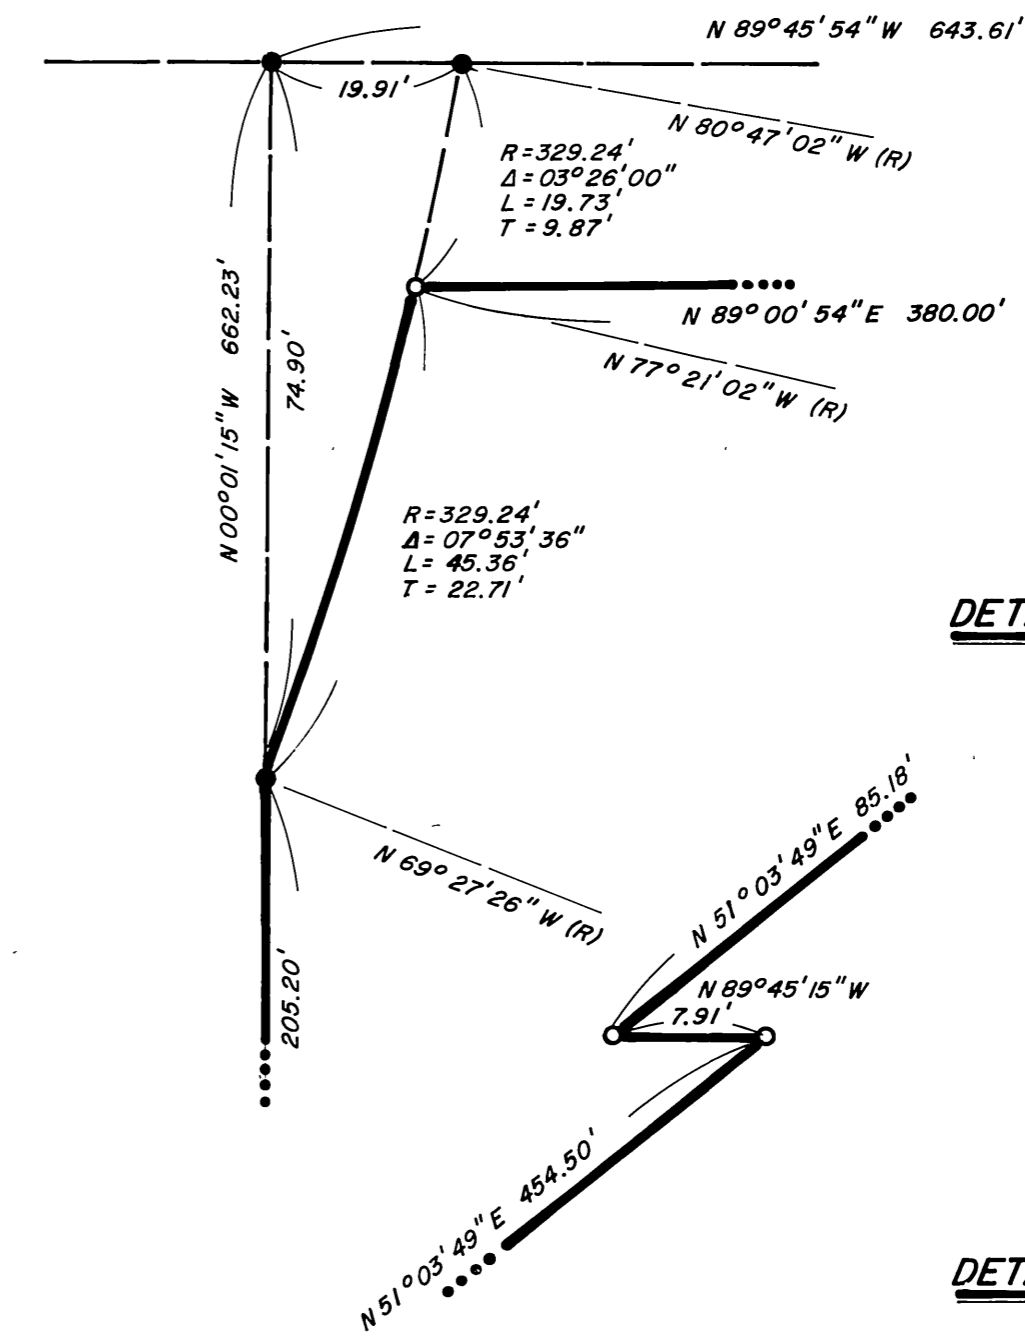 N 89°45'54" W 643.61'
19.91'
N 80°47'02" W (R)
R=329.24'
Δ=03°26'00"
L=19.73'
T=9.87'
N 00°01'15" W 662.23'
74.90'
N 89°00'54" E 380.00'
N 77°21'02" W (R)
R=329.24'
Δ=07°53'36"
L=45.36'
T=22.71'
DET
N 69°27'26" W (R)
205.20'
N 51°03'49" E 85.18'
N 89°45'15" W
7.91'
N 51°03'49" E 454.50'
DET